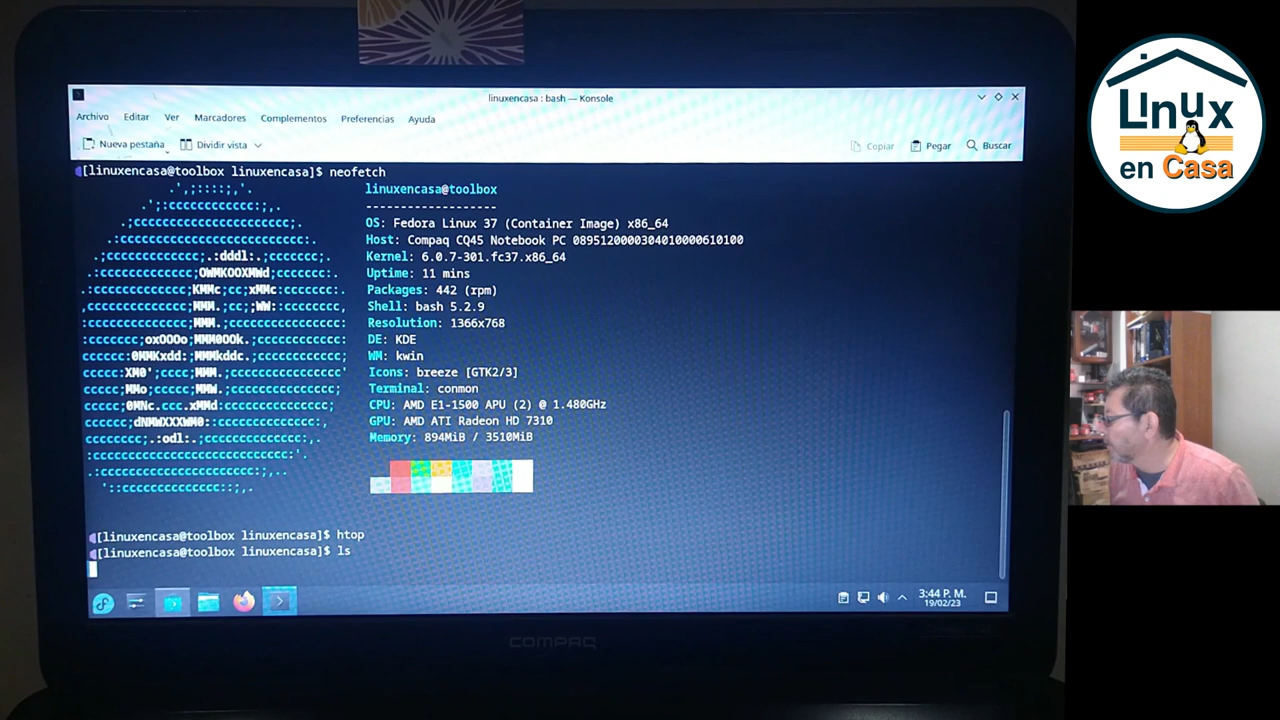 linuxencasa : bash — Konsole
Archivo Editar Ver Marcadores Complementos Preferencias Ayuda
Nueva pestaña Dividir vista Copiar Pegar Buscar
[linuxencasa@toolbox linuxencasa]$ neofetch
linuxencasa@toolbox
-------------------
OS: Fedora Linux 37 (Container Image) x86_64
Host: Compaq CQ45 Notebook PC 0895120000304010000610100
Kernel: 6.0.7-301.fc37.x86_64
Uptime: 11 mins
Packages: 442 (rpm)
Shell: bash 5.2.9
Resolution: 1366x768
DE: KDE
WM: kwin
Icons: breeze [GTK2/3]
Terminal: conmon
CPU: AMD E1-1500 APU (2) @ 1.480GHz
GPU: AMD ATI Radeon HD 7310
Memory: 894MiB / 3510MiB
[linuxencasa@toolbox linuxencasa]$ htop
[linuxencasa@toolbox linuxencasa]$ ls
3:44 P. M.
19/02/23
COMPAQ
Linux
en Casa